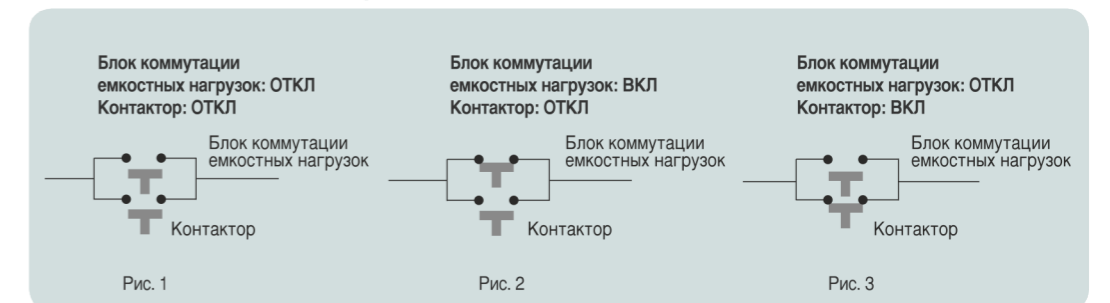 Блок коммутации
емкостных нагрузок: ОТКЛ
Контактор: ОТКЛ
Блок коммутации
емкостных нагрузок
Контактор
Рис. 1
Блок коммутации
емкостных нагрузок: ВКЛ
Контактор: ОТКЛ
Блок коммутации
емкостных нагрузок
Контактор
Рис. 2
Блок коммутации
емкостных нагрузок: ОТКЛ
Контактор: ВКЛ
Блок коммутации
емкостных нагрузок
Контактор
Рис. 3